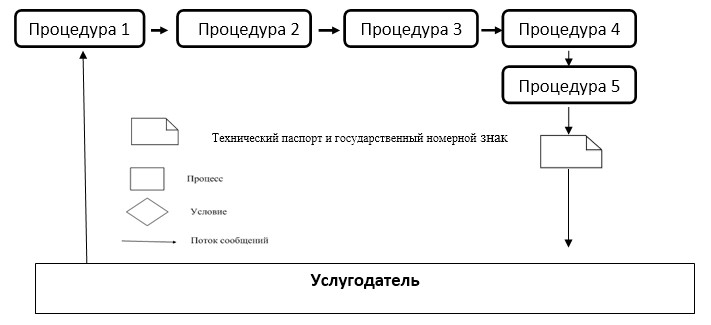 Процедура 1
Процедура 2
Процедура 3
Процедура 4
Процедура 5
Технический паспорт и государственный номерной знак
Процесс
Условие
Поток сообщений
Услугодатель